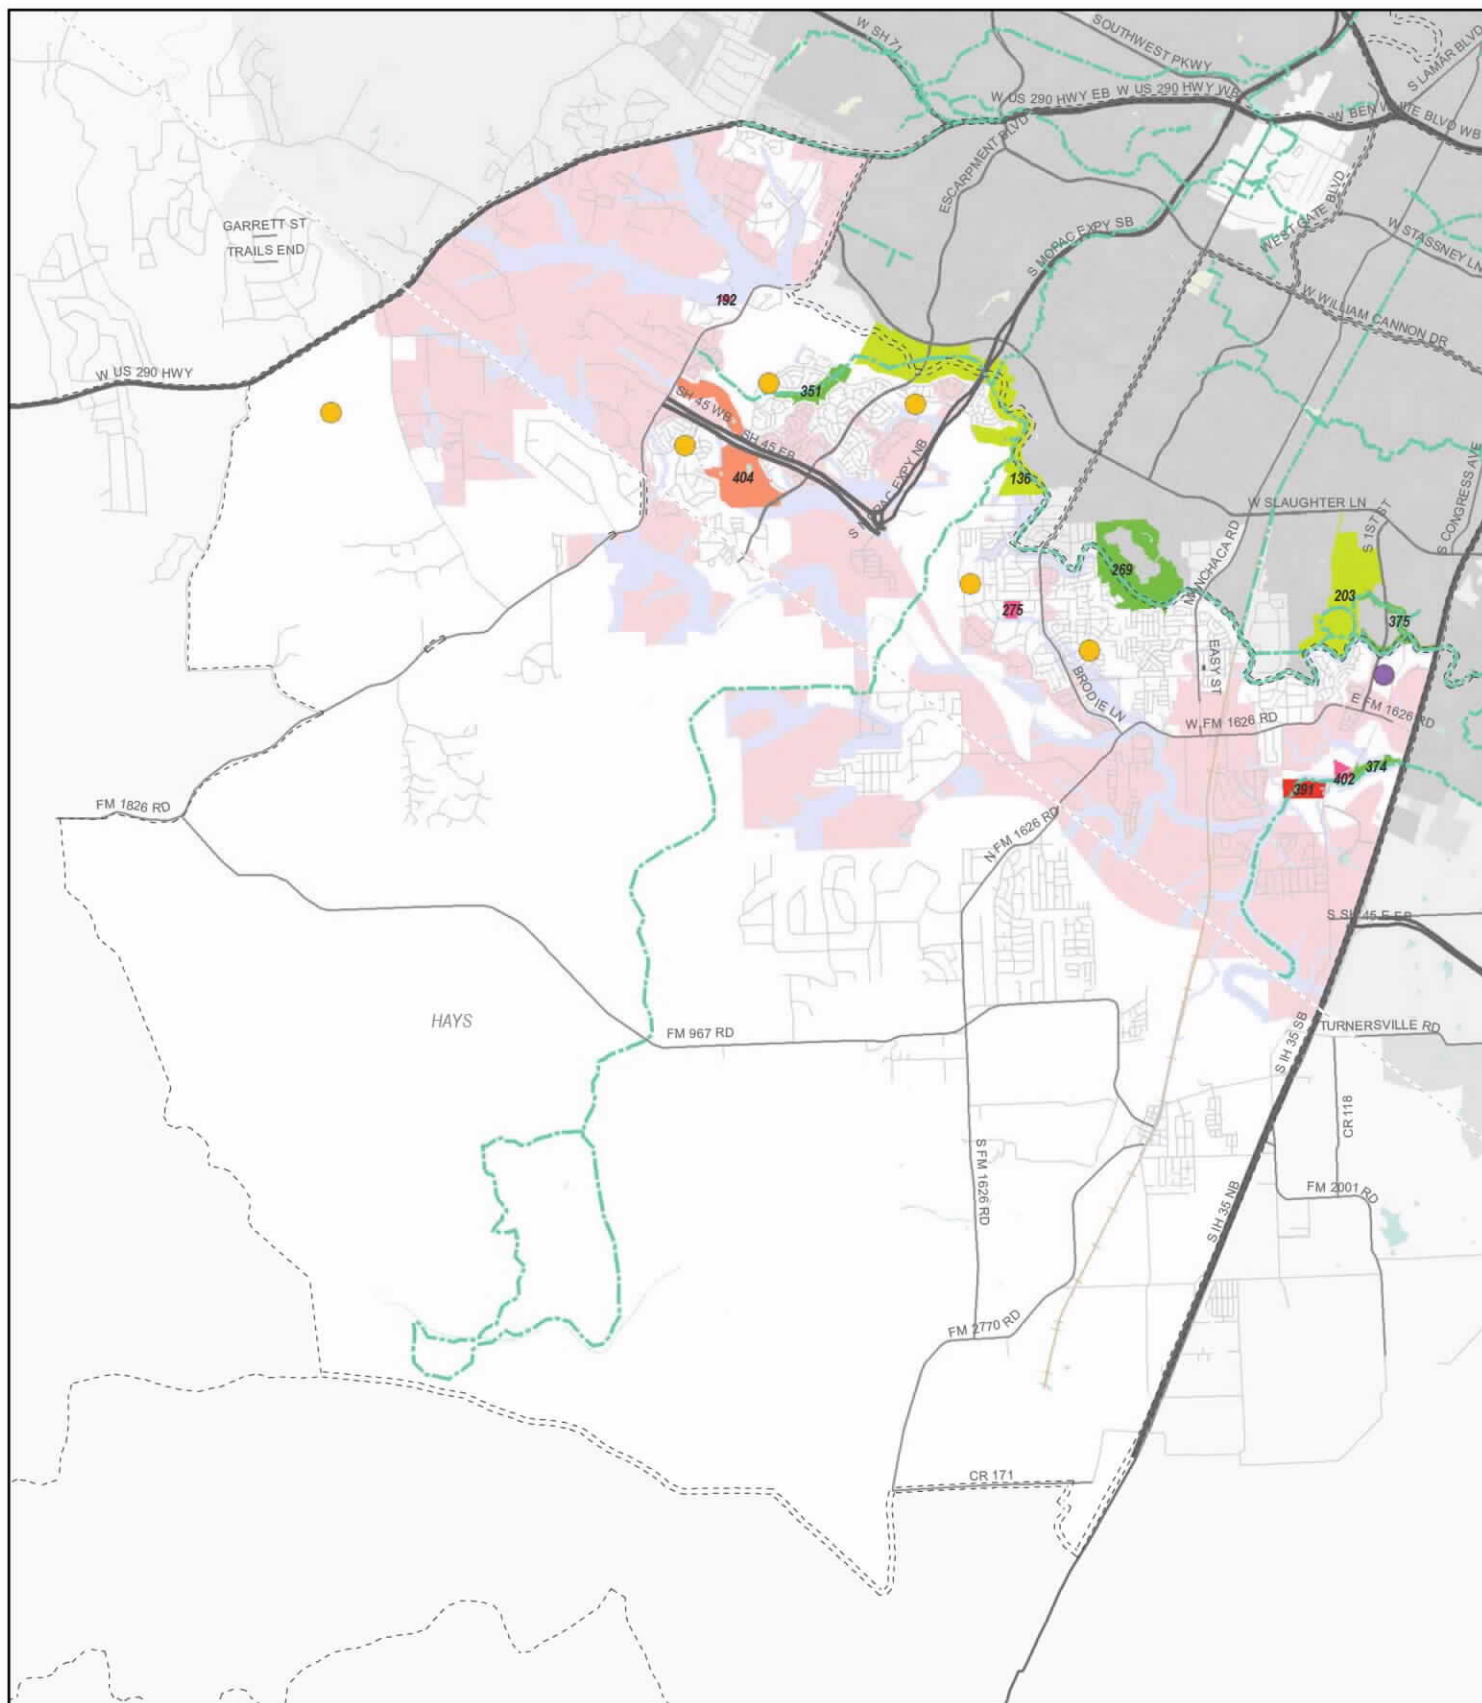 SOUTHWEST PKWY
W SH 71
S LAMAR BLVD
W US 290 HWY EB
W US 290 HWY WB
W BEN WHITE BLVD WB
ESCARPMENT BLVD
GARRETT ST
TRAILS END
S MOPAC EXPY SB
WEST GATE BLVD
W STASSNEY LN
192
W WILLIAM CANNON DR
W US 290 HWY
351
SH 45 WB
SH 45 EB
404
S MOPAC EXPY NB
136
W SLAUGHTER LN
S 1ST ST
S CONGRESS AVE
MANCHACA RD
269
275
203
375
EASY ST
BRODIE LN
W FM 1626 RD
E FM 1626 RD
391
402
374
FM 1826 RD
N FM 1626 RD
S SH 45 E EB
HAYS
FM 967 RD
TURNERSVILLE RD
S IH 35 SB
CR 118
S FM 1626 RD
FM 2001 RD
S IH 35 NB
FM 2770 RD
CR 171